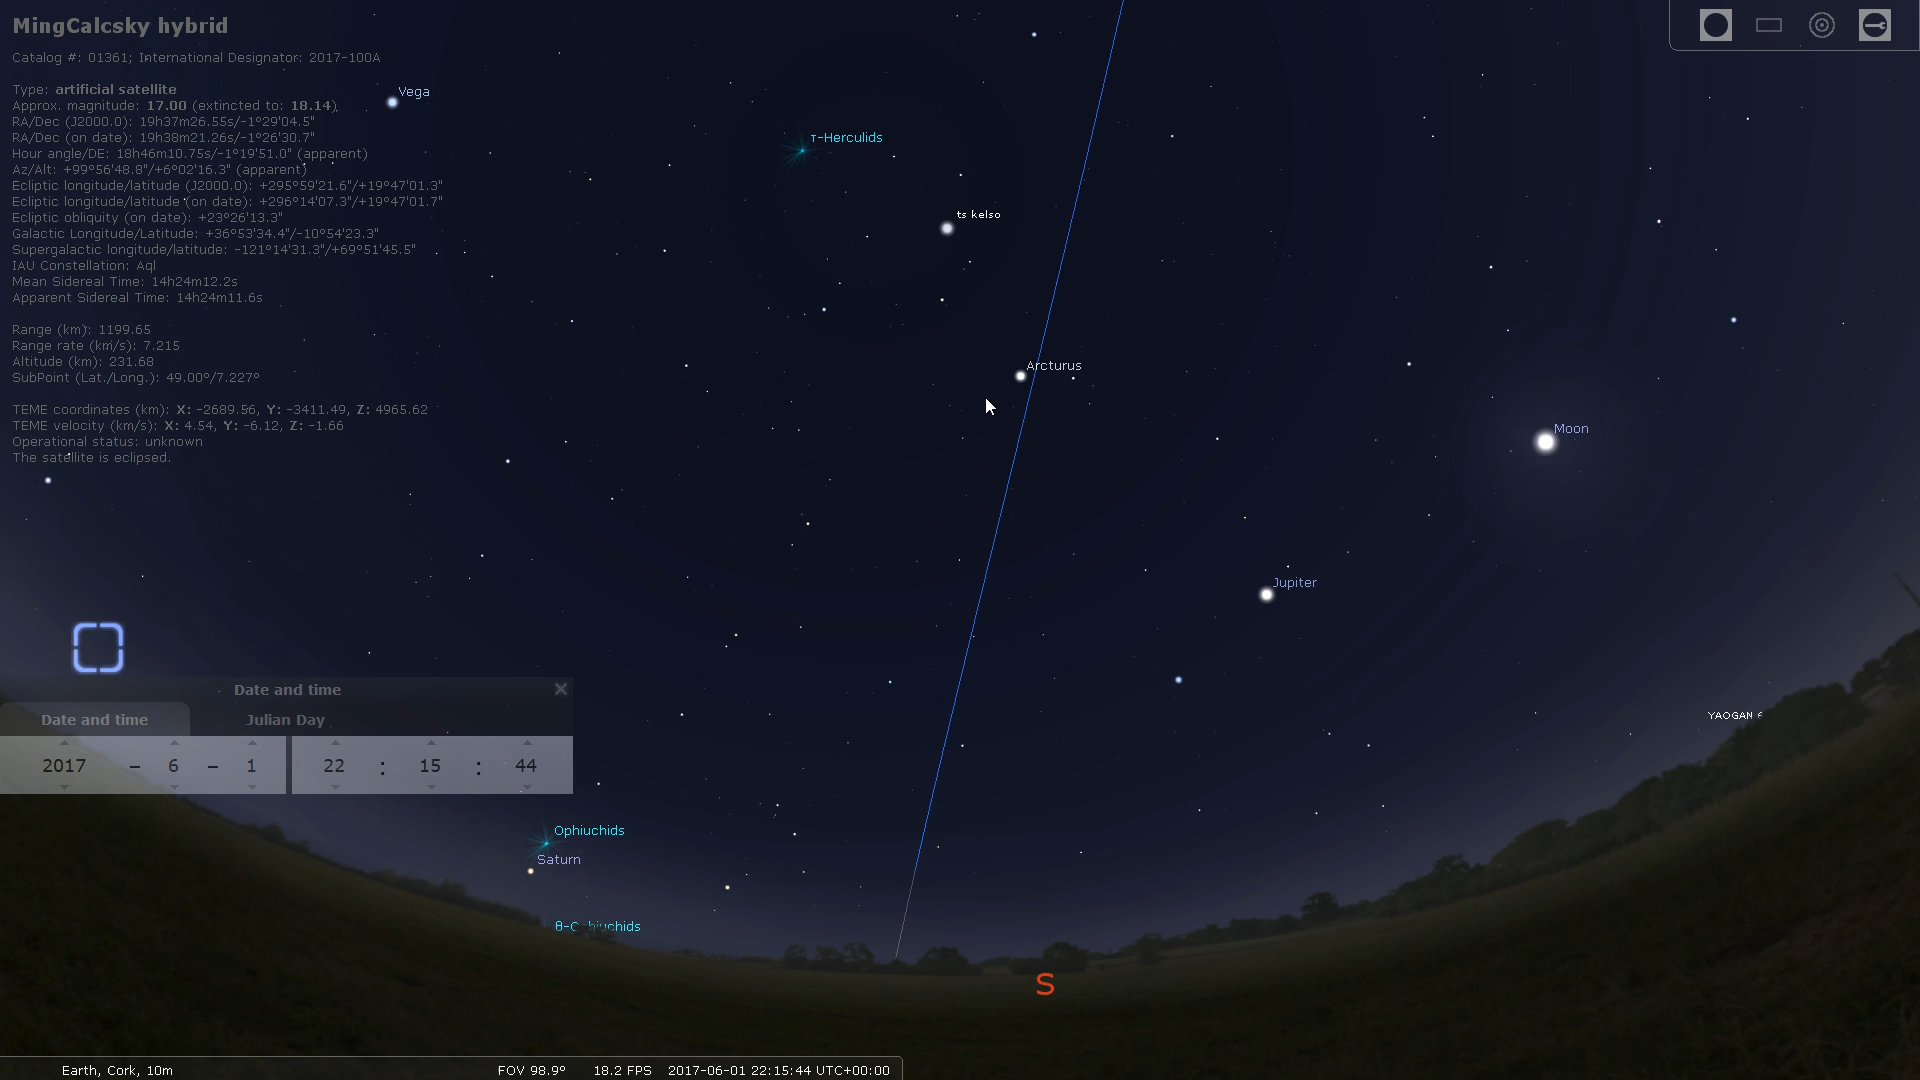 MingCalcsky hybrid
Catalog #: 01361; International Designator: 2017-100A
Type: artificial satellite
Approx. magnitude: 17.00 (extincted to: 18.14)
RA/Dec (J2000.0): 19h37m26.55s/-1°29'04.5"
RA/Dec (on date): 19h38m21.26s/-1°26'30.7"
Hour angle/DE: 18h46m10.75s/-1°19'51.0" (apparent)
Az/Alt: +99°56'48.8"/+6°02'16.3" (apparent)
Ecliptic longitude/latitude (J2000.0): +295°59'21.6"/+19°47'01.3"
Ecliptic longitude/latitude (on date): +296°14'07.3"/+19°47'01.7"
Ecliptic obliquity (on date): +23°26'13.3"
Galactic Longitude/Latitude: +36°53'34.4"/-10°54'23.3"
Supergalactic longitude/latitude: -121°14'31.3"/+69°51'45.5"
IAU Constellation: Aql
Mean Sidereal Time: 14h24m12.2s
Apparent Sidereal Time: 14h24m11.6s
Range (km): 1199.65
Range rate (km/s): 7.215
Altitude (km): 231.68
SubPoint (Lat./Long.): 49.00°/7.227°
TEME coordinates (km): X: -2689.56, Y: -3411.49, Z: 4965.62
TEME velocity (km/s): X: 4.54, Y: -6.12, Z: -1.66
Operational status: unknown
The satellite is eclipsed.
Vega
τ-Herculids
ts kelso
Arcturus
Moon
Jupiter
YAOGAN
Date and time
Date and time Julian Day
2017 - 6 - 1 22 : 15 : 44
Ophiuchids
Saturn
θ-Ophiuchids
S
Earth, Cork, 10m FOV 98.9° 18.2 FPS 2017-06-01 22:15:44 UTC+00:00